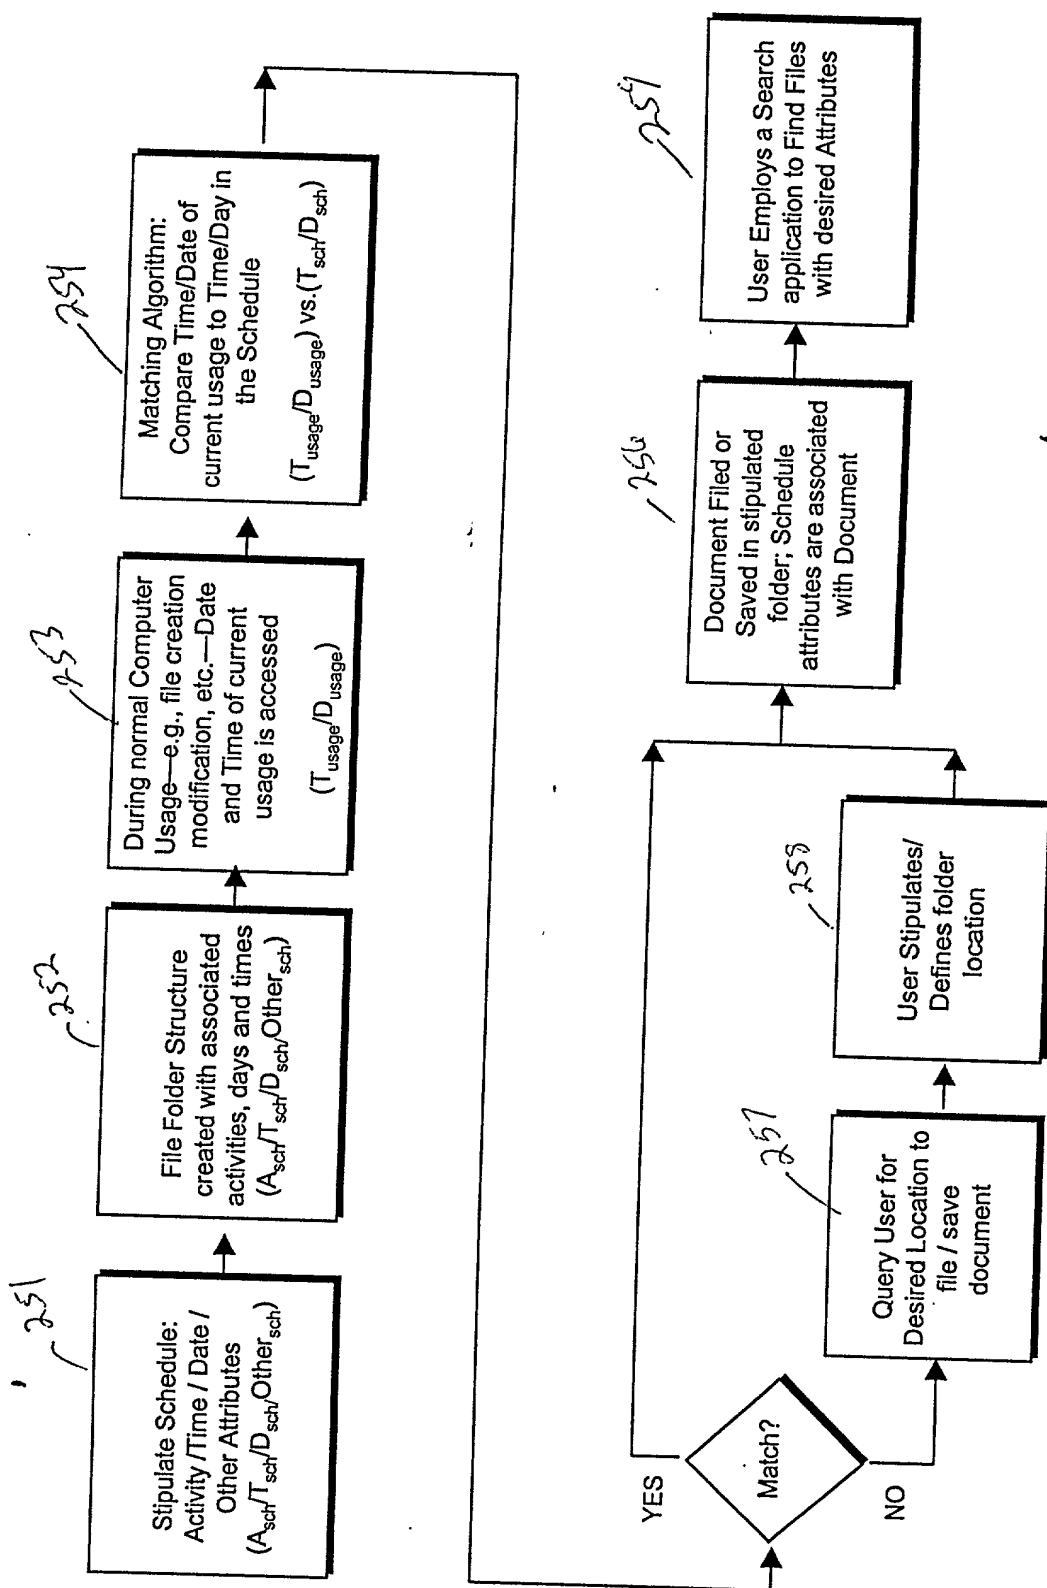 251
Stipulate Schedule:
Activity/Time / Date /
Other Attributes
(Asch/Tsch/Dsch/Othersch)
252
File Folder Structure
created with associated
activities, days and times
(Asch/Tsch/Dsch/Othersch)
253
During normal Computer
Usage—e.g., file creation
modification, etc.—Date
and Time of current
usage is accessed
(Tusage/Dusage)
254
Matching Algorithm:
Compare Time/Date of
current usage to Time/Day in
the Schedule
(Tusage/Dusage) vs.(Tsch/Dsch)
Match?
YES
NO
257
Query User for
Desired Location to
file / save
document
258
User Stipulates/
Defines folder
location
256
Document Filed or
Saved in stipulated
folder; Schedule
attributes are associated
with Document
259
User Employs a Search
application to Find Files
with desired Attributes